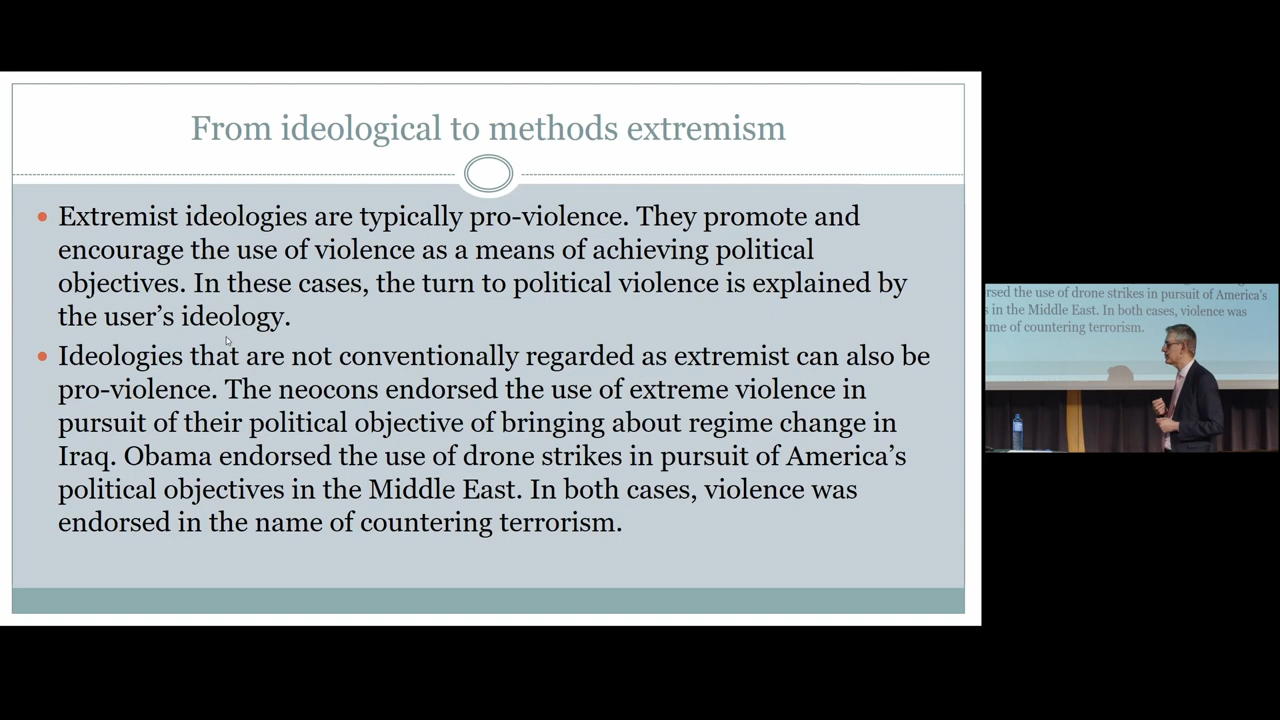 From ideological to methods extremism
• Extremist ideologies are typically pro-violence. They promote and
encourage the use of violence as a means of achieving political
objectives. In these cases, the turn to political violence is explained by
the user's ideology.
• Ideologies that are not conventionally regarded as extremist can also be
pro-violence. The neocons endorsed the use of extreme violence in
pursuit of their political objective of bringing about regime change in
Iraq. Obama endorsed the use of drone strikes in pursuit of America's
political objectives in the Middle East. In both cases, violence was
endorsed in the name of countering terrorism.
rsed the use of drone strikes in pursuit of America's
s in the Middle East. In both cases, violence was
ame of countering terrorism.